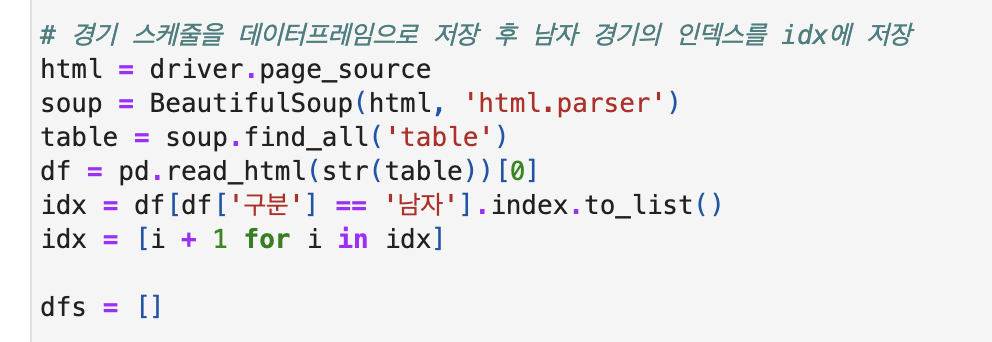 # 경기 스케줄을 데이터프레임으로 저장 후 남자 경기의 인덱스를 idx에 저장
html = driver.page_source
soup = BeautifulSoup(html, 'html.parser')
table = soup.find_all('table')
df = pd.read_html(str(table))[0]
idx = df[df['구분'] == '남자'].index.to_list()
idx = [i + 1 for i in idx]
dfs = []